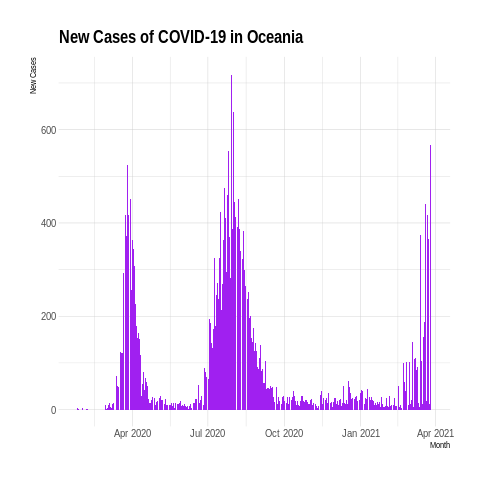 New Cases of COVID-19 in Oceania
New Cases
600
400
200
0
Apr 2020 Jul 2020 Oct 2020 Jan 2021 Apr 2021
Month